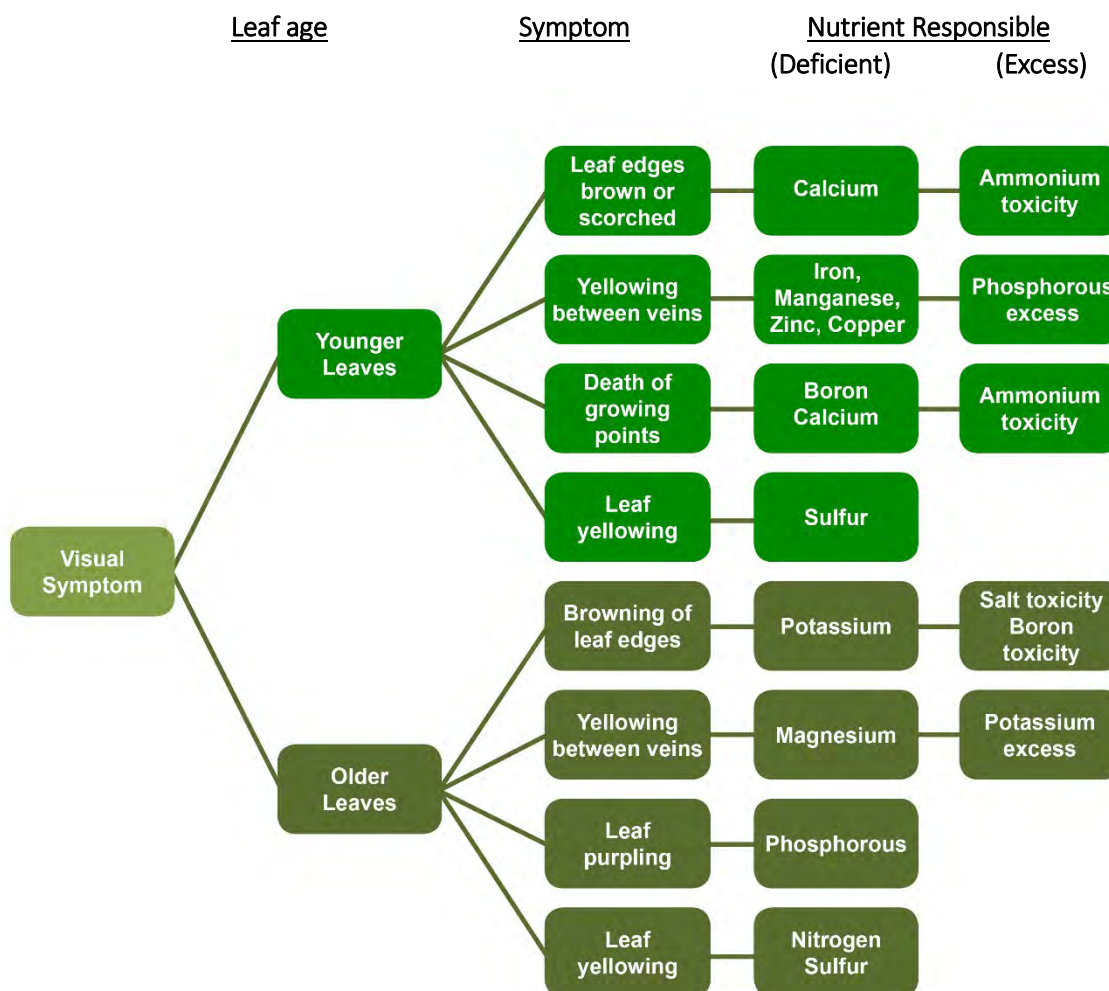 Leaf age
Symptom
Nutrient Responsible
(Deficient)
(Excess)
Leaf edges
brown or
scorched
Calcium
Ammonium
toxicity
Yellowing
between veins
Iron,
Manganese,
Zinc, Copper
Phosphorous
excess
Younger
Leaves
Death of
growing
points
Boron
Calcium
Ammonium
toxicity
Leaf
yellowing
Sulfur
Visual
Symptom
Browning of
leaf edges
Potassium
Salt toxicity
Boron
toxicity
Yellowing
between veins
Magnesium
Potassium
excess
Older
Leaves
Leaf
purpling
Phosphorous
Leaf
yellowing
Nitrogen
Sulfur